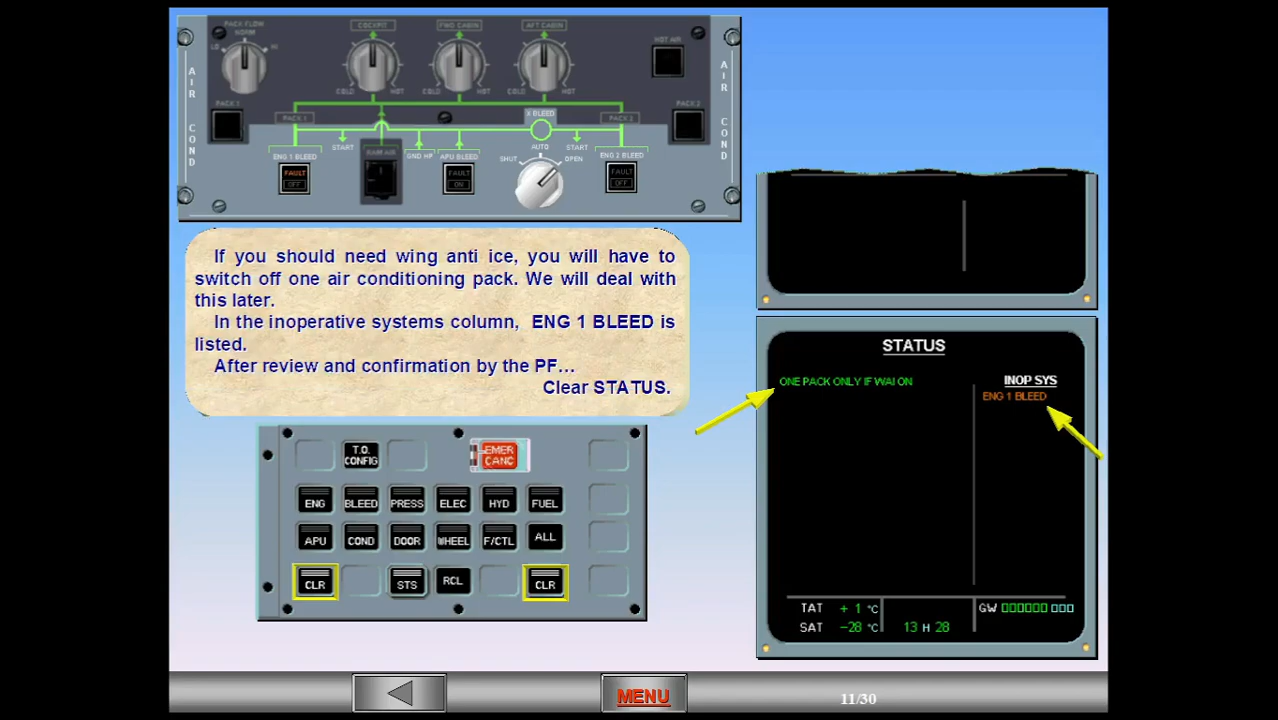 PACK FLOW
NORM
LO
HI
COCKPIT
FWD CABIN
AFT CABIN
HOT AIR
COLD
HOT
COLD
HOT
COLD
HOT
AIR COND
AIR COND
PACK 1
PACK 2
PACK 1
X BLEED
PACK 2
START
RAM AIR
GND HP
APU BLEED
AUTO
START
ENG 1 BLEED
SHUT
OPEN
ENG 2 BLEED
FAULT
OFF
FAULT
ON
FAULT
OFF
If you should need wing anti ice, you will have to
switch off one air conditioning pack. We will deal with
this later.
In the inoperative systems column, ENG 1 BLEED is
listed.
After review and confirmation by the PF...
Clear STATUS.
T.O.
CONFIG
EMER
CANC
ENG
BLEED
PRESS
ELEC
HYD
FUEL
APU
COND
DOOR
WHEEL
F/CTL
ALL
CLR
STS
RCL
CLR
STATUS
ONE PACK ONLY IF WAI ON
INOP SYS
ENG 1 BLEED
TAT + 1 °C
SAT -28 °C
13 H 28
GW
MENU
11/30